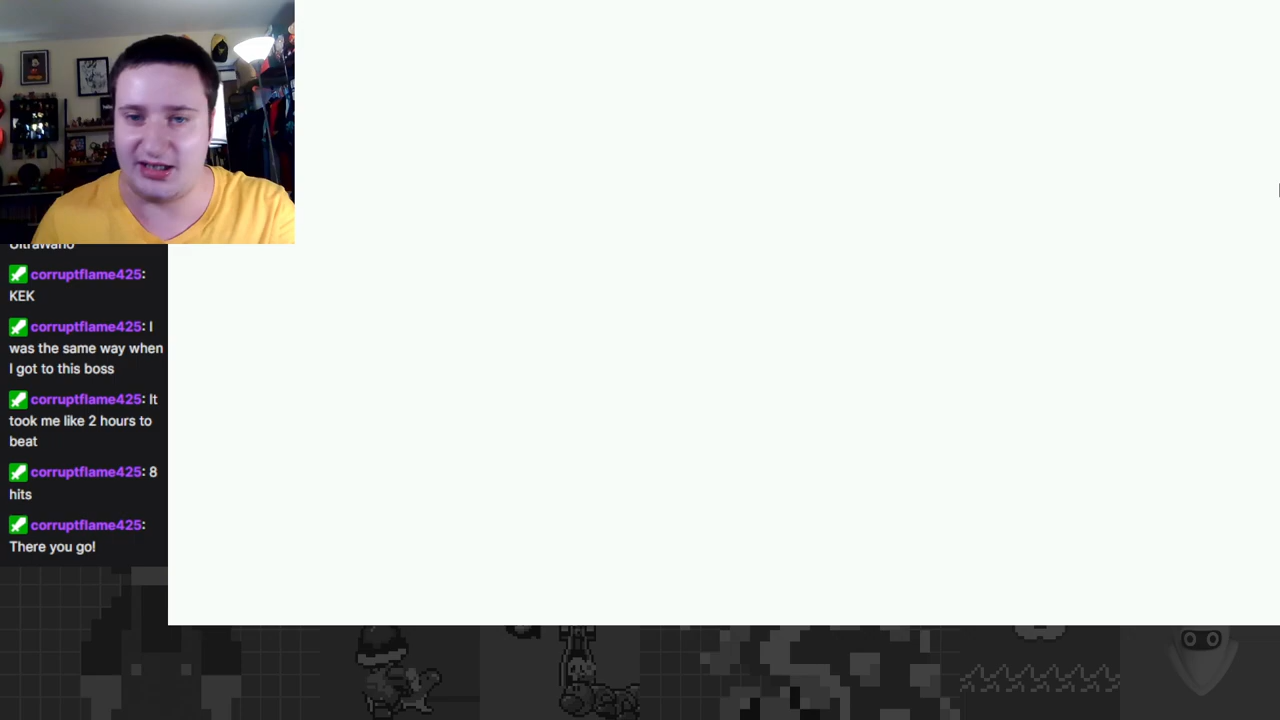 UltraWario
corruptflame425:
KEK
corruptflame425: I
was the same way when
I got to this boss
corruptflame425: It
took me like 2 hours to
beat
corruptflame425: 8
hits
corruptflame425:
There you go!